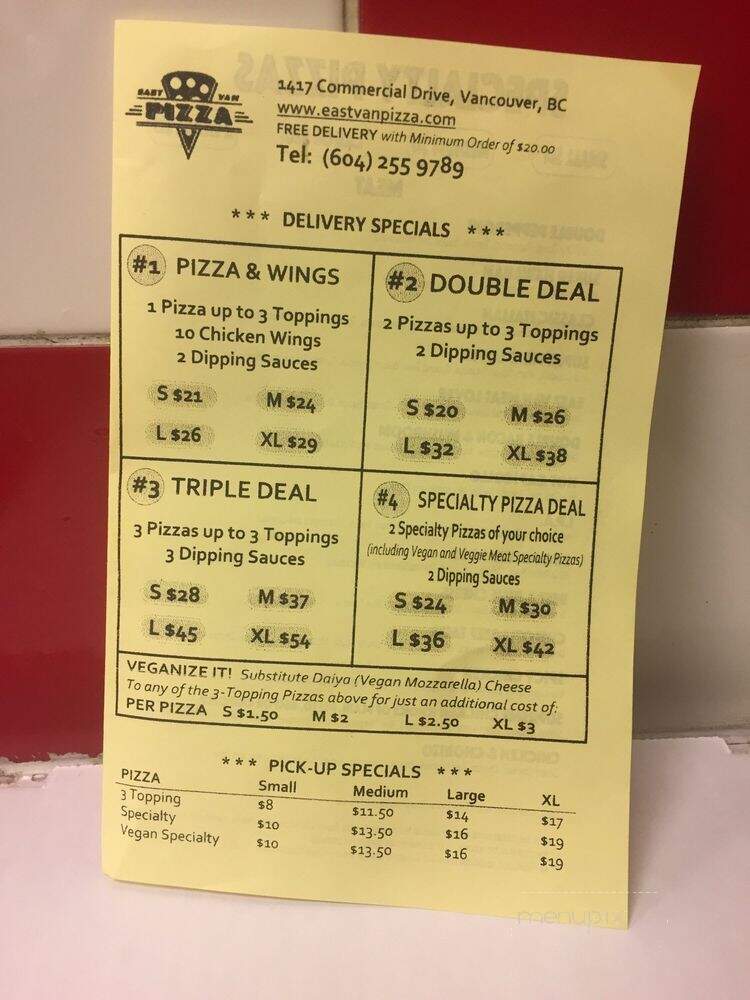 EAST VAN
PIZZA
1417 Commercial Drive, Vancouver, BC
www.eastvanpizza.com
FREE DELIVERY with Minimum Order of $20.00
Tel: (604) 255 9789
*** DELIVERY SPECIALS ***
#1 PIZZA & WINGS
1 Pizza up to 3 Toppings
10 Chicken Wings
2 Dipping Sauces
S $21 M $24
L $26 XL $29
#2 DOUBLE DEAL
2 Pizzas up to 3 Toppings
2 Dipping Sauces
S $20 M $26
L $32 XL $38
#3 TRIPLE DEAL
3 Pizzas up to 3 Toppings
3 Dipping Sauces
S $28 M $37
L $45 XL $54
#4 SPECIALTY PIZZA DEAL
2 Specialty Pizzas of your choice
(including Vegan and Veggie Meat Specialty Pizzas)
2 Dipping Sauces
S $24 M $30
L $36 XL $42
VEGANIZE IT! Substitute Daiya (Vegan Mozzarella) Cheese
To any of the 3-Topping Pizzas above for just an additional cost of:
PER PIZZA S $1.50 M $2 L $2.50 XL $3
*** PICK-UP SPECIALS ***
PIZZA Small Medium Large XL
3 Topping $8 $11.50 $14 $17
Specialty $10 $13.50 $16 $19
Vegan Specialty $10 $13.50 $16 $19